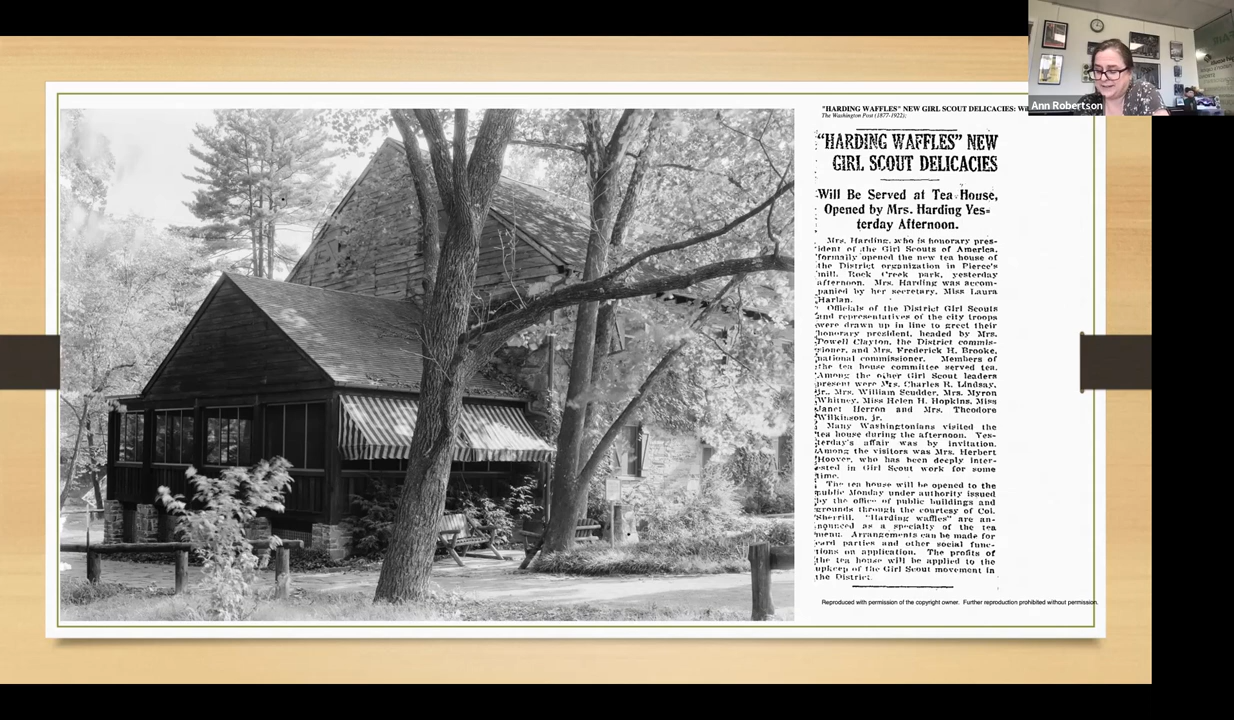 Ann Robertson
"HARDING WAFFLES" NEW GIRL SCOUT DELICACIES:
The Washington Post (1877-1922);
"HARDING WAFFLES" NEW
GIRL SCOUT DELICACIES
Will Be Served at Tea House,
Opened by Mrs. Harding Yes-
terday Afternoon.
Mrs. Harding, who is honorary pres-
ident of the Girl Scouts of America,
formally opened the new tea house of
the District organization in Pierce's
mill, Rock Creek park, yesterday
afternoon. Mrs. Harding was accom-
panied by her secretary, Miss Laura
Harlan.
Officials of the District Girl Scouts
and representatives of the city troops
were drawn up in line to greet their
honorary president, headed by Mrs.
Powell Clayton, the District commis-
sioner, and Mrs. Frederick H. Brooke,
national commissioner. Members of
the tea house committee served tea.
Among the other Girl Scout leaders
present were Mrs. Charles R. Lindsay,
jr., Mrs. William Scudder, Mrs. Myron
Whitney, Miss Helen H. Hopkins, Miss
Janet Herron and Mrs. Theodore
Wilkinson, jr.
Many Washingtonians visited the
tea house during the afternoon. Yes-
terday's affair was by invitation.
Among the visitors was Mrs. Herbert
Hoover, who has been deeply inter-
ested in Girl Scout work for some
time.
The tea house will be opened to the
public Monday under authority issued
by the office of public buildings and
grounds through the courtesy of Col.
Sherrill. "Harding waffles" are an-
nounced as a specialty of the tea
menu. Arrangements can be made for
card parties and other social func-
tions on application. The profits of
the tea house will be applied to the
upkeep of the Girl Scout movement in
the District.
Reproduced with permission of the copyright owner. Further reproduction prohibited without permission.